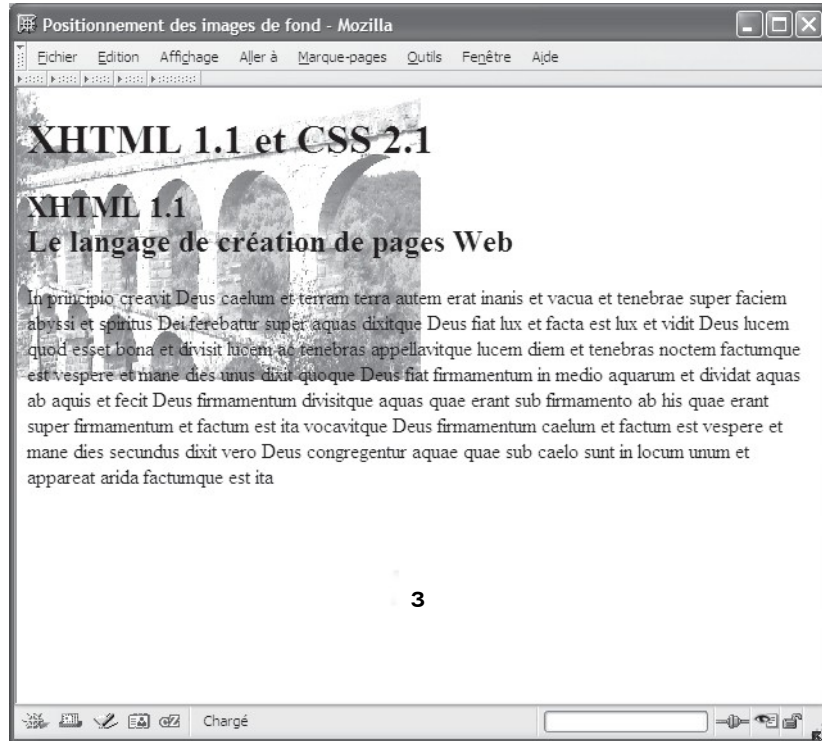 Positionnement des images de fond - Mozilla
Fichier Edition Affichage Aller à Marque-pages Outils Fenêtre Aide
XHTML 1.1 et CSS 2.1
XHTML 1.1
Le langage de création de pages Web
In principio creavit Deus caelum et terram terra autem erat inanis et vacua et tenebrae super faciem
abyssi et spiritus Dei ferebatur super aquas dixitque Deus fiat lux et facta est lux et vidit Deus lucem
quod esset bona et divisit lucem ac tenebras appellavitque lucem diem et tenebras noctem factumque
est vespere et mane dies unus dixit quoque Deus fiat firmamentum in medio aquarum et dividat aquas
ab aquis et fecit Deus firmamentum divisitque aquas quae erant sub firmamento ab his quae erant
super firmamentum et factum est ita vocavitque Deus firmamentum caelum et factum est vespere et
mane dies secundus dixit vero Deus congregentur aquae quae sub caelo sunt in locum unum et
appareat arida factumque est ita
3
Chargé